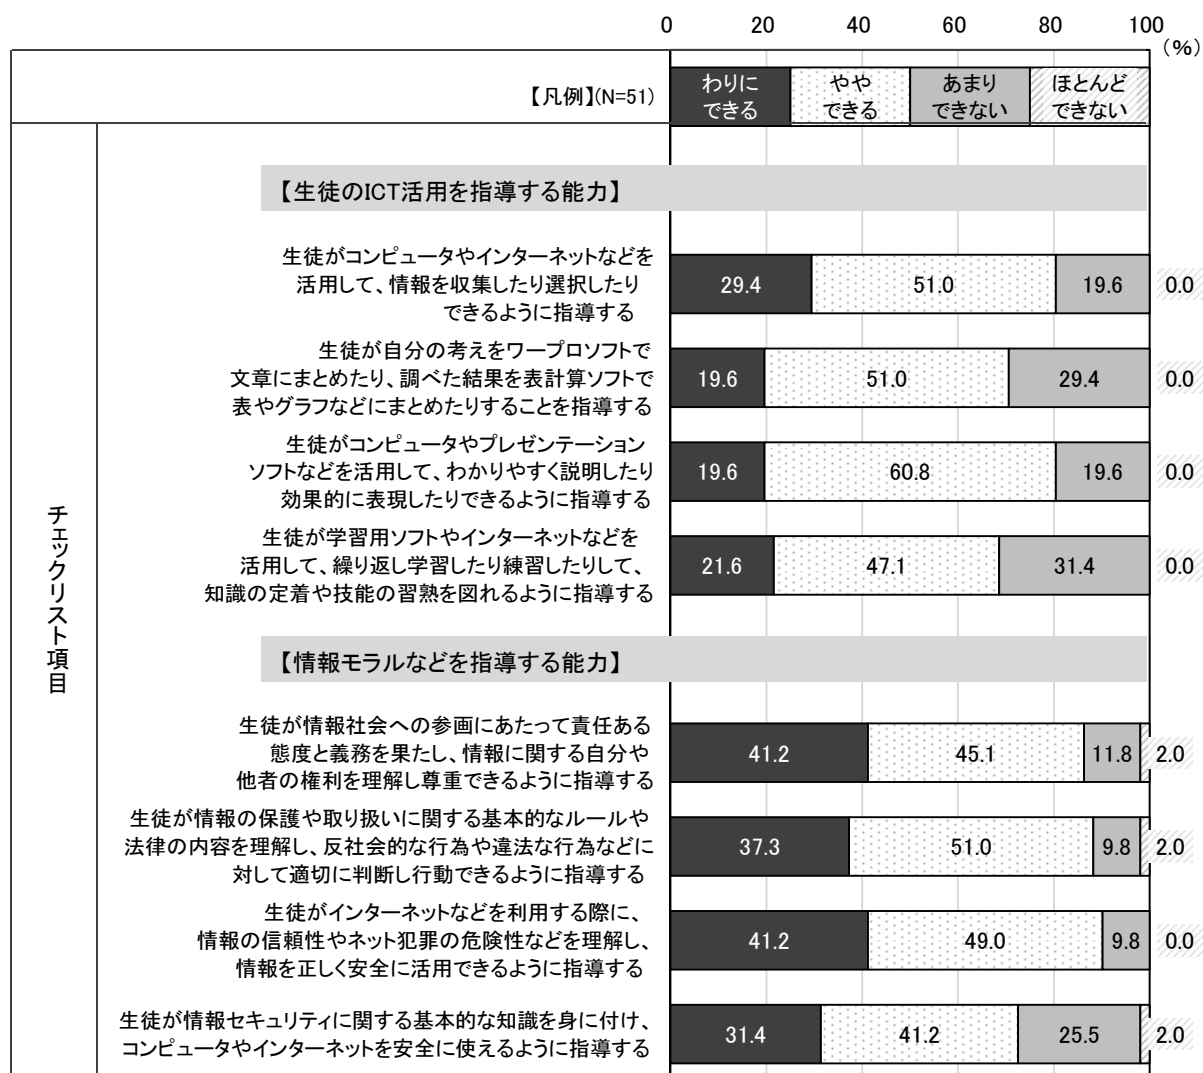 0 20 40 60 80 100
(%)
【凡例】(N=51)
わりに
できる
やや
できる
あまり
できない
ほとんど
できない
チェックリスト項目
【生徒のICT活用を指導する能力】
生徒がコンピュータやインターネットなどを
活用して、情報を収集したり選択したり
できるように指導する
29.4 51.0 19.6 0.0
生徒が自分の考えをワープロソフトで
文章にまとめたり、調べた結果を表計算ソフトで
表やグラフなどにまとめたりすることを指導する
19.6 51.0 29.4 0.0
生徒がコンピュータやプレゼンテーション
ソフトなどを活用して、わかりやすく説明したり
効果的に表現したりできるように指導する
19.6 60.8 19.6 0.0
生徒が学習用ソフトやインターネットなどを
活用して、繰り返し学習したり練習したりして、
知識の定着や技能の習熟を図れるように指導する
21.6 47.1 31.4 0.0
【情報モラルなどを指導する能力】
生徒が情報社会への参画にあたって責任ある
態度と義務を果たし、情報に関する自分や
他者の権利を理解し尊重できるように指導する
41.2 45.1 11.8 2.0
生徒が情報の保護や取り扱いに関する基本的なルールや
法律の内容を理解し、反社会的な行為や違法な行為などに
対して適切に判断し行動できるように指導する
37.3 51.0 9.8 2.0
生徒がインターネットなどを利用する際に、
情報の信頼性やネット犯罪の危険性などを理解し、
情報を正しく安全に活用できるように指導する
41.2 49.0 9.8 0.0
生徒が情報セキュリティに関する基本的な知識を身に付け、
コンピュータやインターネットを安全に使えるように指導する
31.4 41.2 25.5 2.0